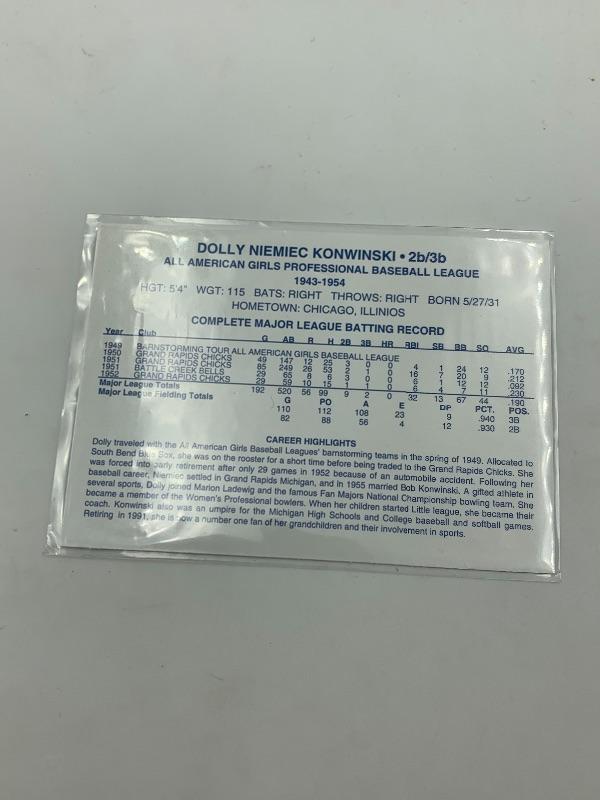 DOLLY NIEMIEC KONWINSKI • 2b/3b
ALL AMERICAN GIRLS PROFESSIONAL BASEBALL LEAGUE
1943-1954
HGT: 5'4" WGT: 115 BATS: RIGHT THROWS: RIGHT BORN 5/27/31
HOMETOWN: CHICAGO, ILLINIOS
COMPLETE MAJOR LEAGUE BATTING RECORD
Year Club G AB R H 2B 3B HR RBI SB BB SO AVG
1949 BARNSTORMING TOUR ALL AMERICAN GIRLS BASEBALL LEAGUE
1950 GRAND RAPIDS CHICKS 49 147 12 25 3 0 0 4 1 24 12 .170
1951 GRAND RAPIDS CHICKS 85 249 26 53 2 1 0 16 7 20 9 .212
1951 BATTLE CREEK BELLS 29 65 8 6 3 1 0 6 1 12 12 .092
1952 GRAND RAPIDS CHICKS 29 59 10 15 1 0 0 6 4 7 11 .230
Major League Totals 192 520 56 99 9 2 0 32 13 67 44 .190
Major League Fielding Totals G PO A E DP PCT. POS.
110 112 108 23 9 .940 3B
82 88 56 4 12 .930 2B
CAREER HIGHLIGHTS
Dolly traveled with the All American Girls Baseball Leagues' barnstorming teams in the spring of 1949. Allocated to
South Bend Blue Sox, she was on the rooster for a short time before being traded to the Grand Rapids Chicks. She
was forced into early retirement after only 29 games in 1952 because of an automobile accident. Following her
baseball career, Niemiec settled in Grand Rapids Michigan, and in 1955 married Bob Konwinski. A gifted athlete in
several sports, Dolly joined Marion Ladewig and the famous Fan Majors National Championship bowling team. She
became a member of the Women's Professional bowlers. When her children started Little league, she became their
coach. Konwinski also was an umpire for the Michigan High Schools and College baseball and softball games.
Retiring in 1991, she is now a number one fan of her grandchildren and their involvement in sports.